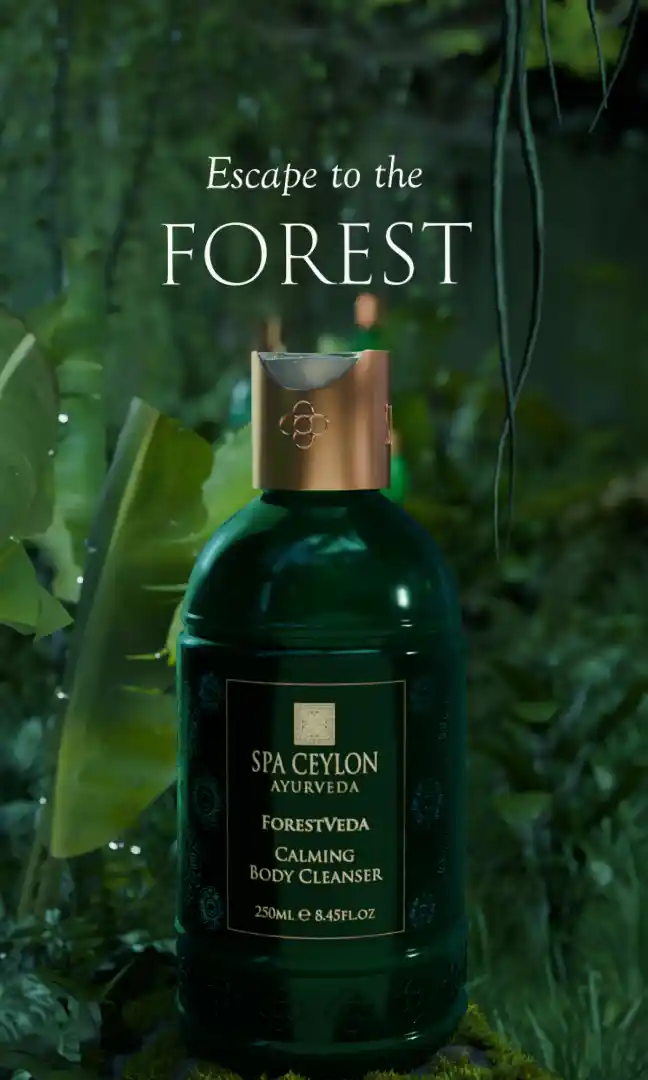 Escape to the
FOREST
SPA CEYLON
AYURVEDA
FORESTVEDA
CALMING
BODY CLEANSER
250ML ℮ 8.45FL.OZ